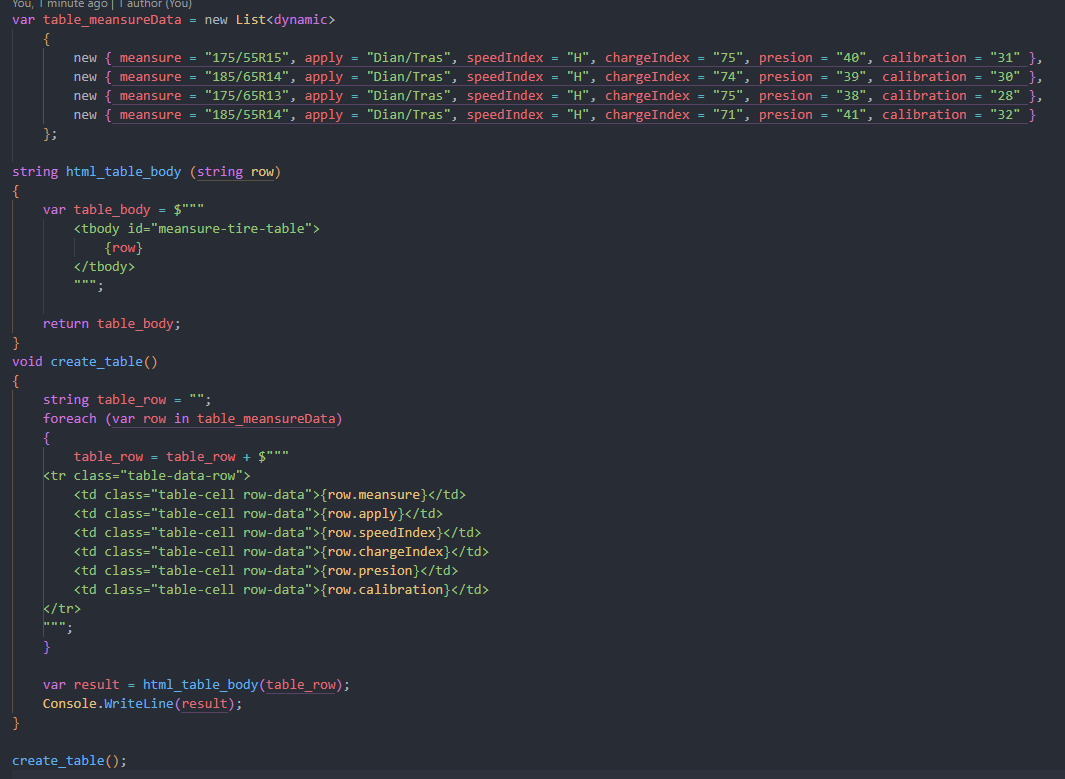 You, 1 minute ago | 1 author (You)
var table_meansureData = new List<dynamic>
    {
        new { meansure = "175/55R15", apply = "Dian/Tras", speedIndex = "H", chargeIndex = "75", presion = "40", calibration = "31" },
        new { meansure = "185/65R14", apply = "Dian/Tras", speedIndex = "H", chargeIndex = "74", presion = "39", calibration = "30" },
        new { meansure = "175/65R13", apply = "Dian/Tras", speedIndex = "H", chargeIndex = "75", presion = "38", calibration = "28" },
        new { meansure = "185/55R14", apply = "Dian/Tras", speedIndex = "H", chargeIndex = "71", presion = "41", calibration = "32" }
    };

string html_table_body (string row)
{
    var table_body = $"""
        <tbody id="meansure-tire-table">
            {row}
        </tbody>
        """;

    return table_body;
}
void create_table()
{
    string table_row = "";
    foreach (var row in table_meansureData)
    {
        table_row = table_row + $"""
    <tr class="table-data-row">
        <td class="table-cell row-data">{row.meansure}</td>
        <td class="table-cell row-data">{row.apply}</td>
        <td class="table-cell row-data">{row.speedIndex}</td>
        <td class="table-cell row-data">{row.chargeIndex}</td>
        <td class="table-cell row-data">{row.presion}</td>
        <td class="table-cell row-data">{row.calibration}</td>
    </tr>
    """;
    }

    var result = html_table_body(table_row);
    Console.WriteLine(result);
}

create_table();